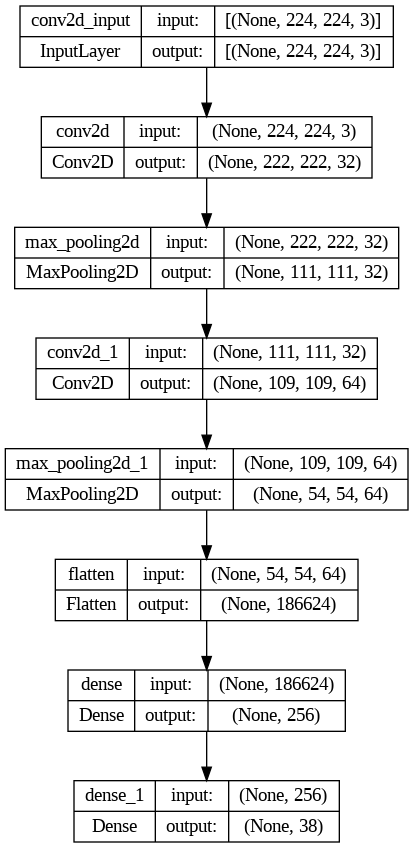 conv2d_input input: [(None, 224, 224, 3)]
InputLayer output: [(None, 224, 224, 3)]
conv2d input: (None, 224, 224, 3)
Conv2D output: (None, 222, 222, 32)
max_pooling2d input: (None, 222, 222, 32)
MaxPooling2D output: (None, 111, 111, 32)
conv2d_1 input: (None, 111, 111, 32)
Conv2D output: (None, 109, 109, 64)
max_pooling2d_1 input: (None, 109, 109, 64)
MaxPooling2D output: (None, 54, 54, 64)
flatten input: (None, 54, 54, 64)
Flatten output: (None, 186624)
dense input: (None, 186624)
Dense output: (None, 256)
dense_1 input: (None, 256)
Dense output: (None, 38)